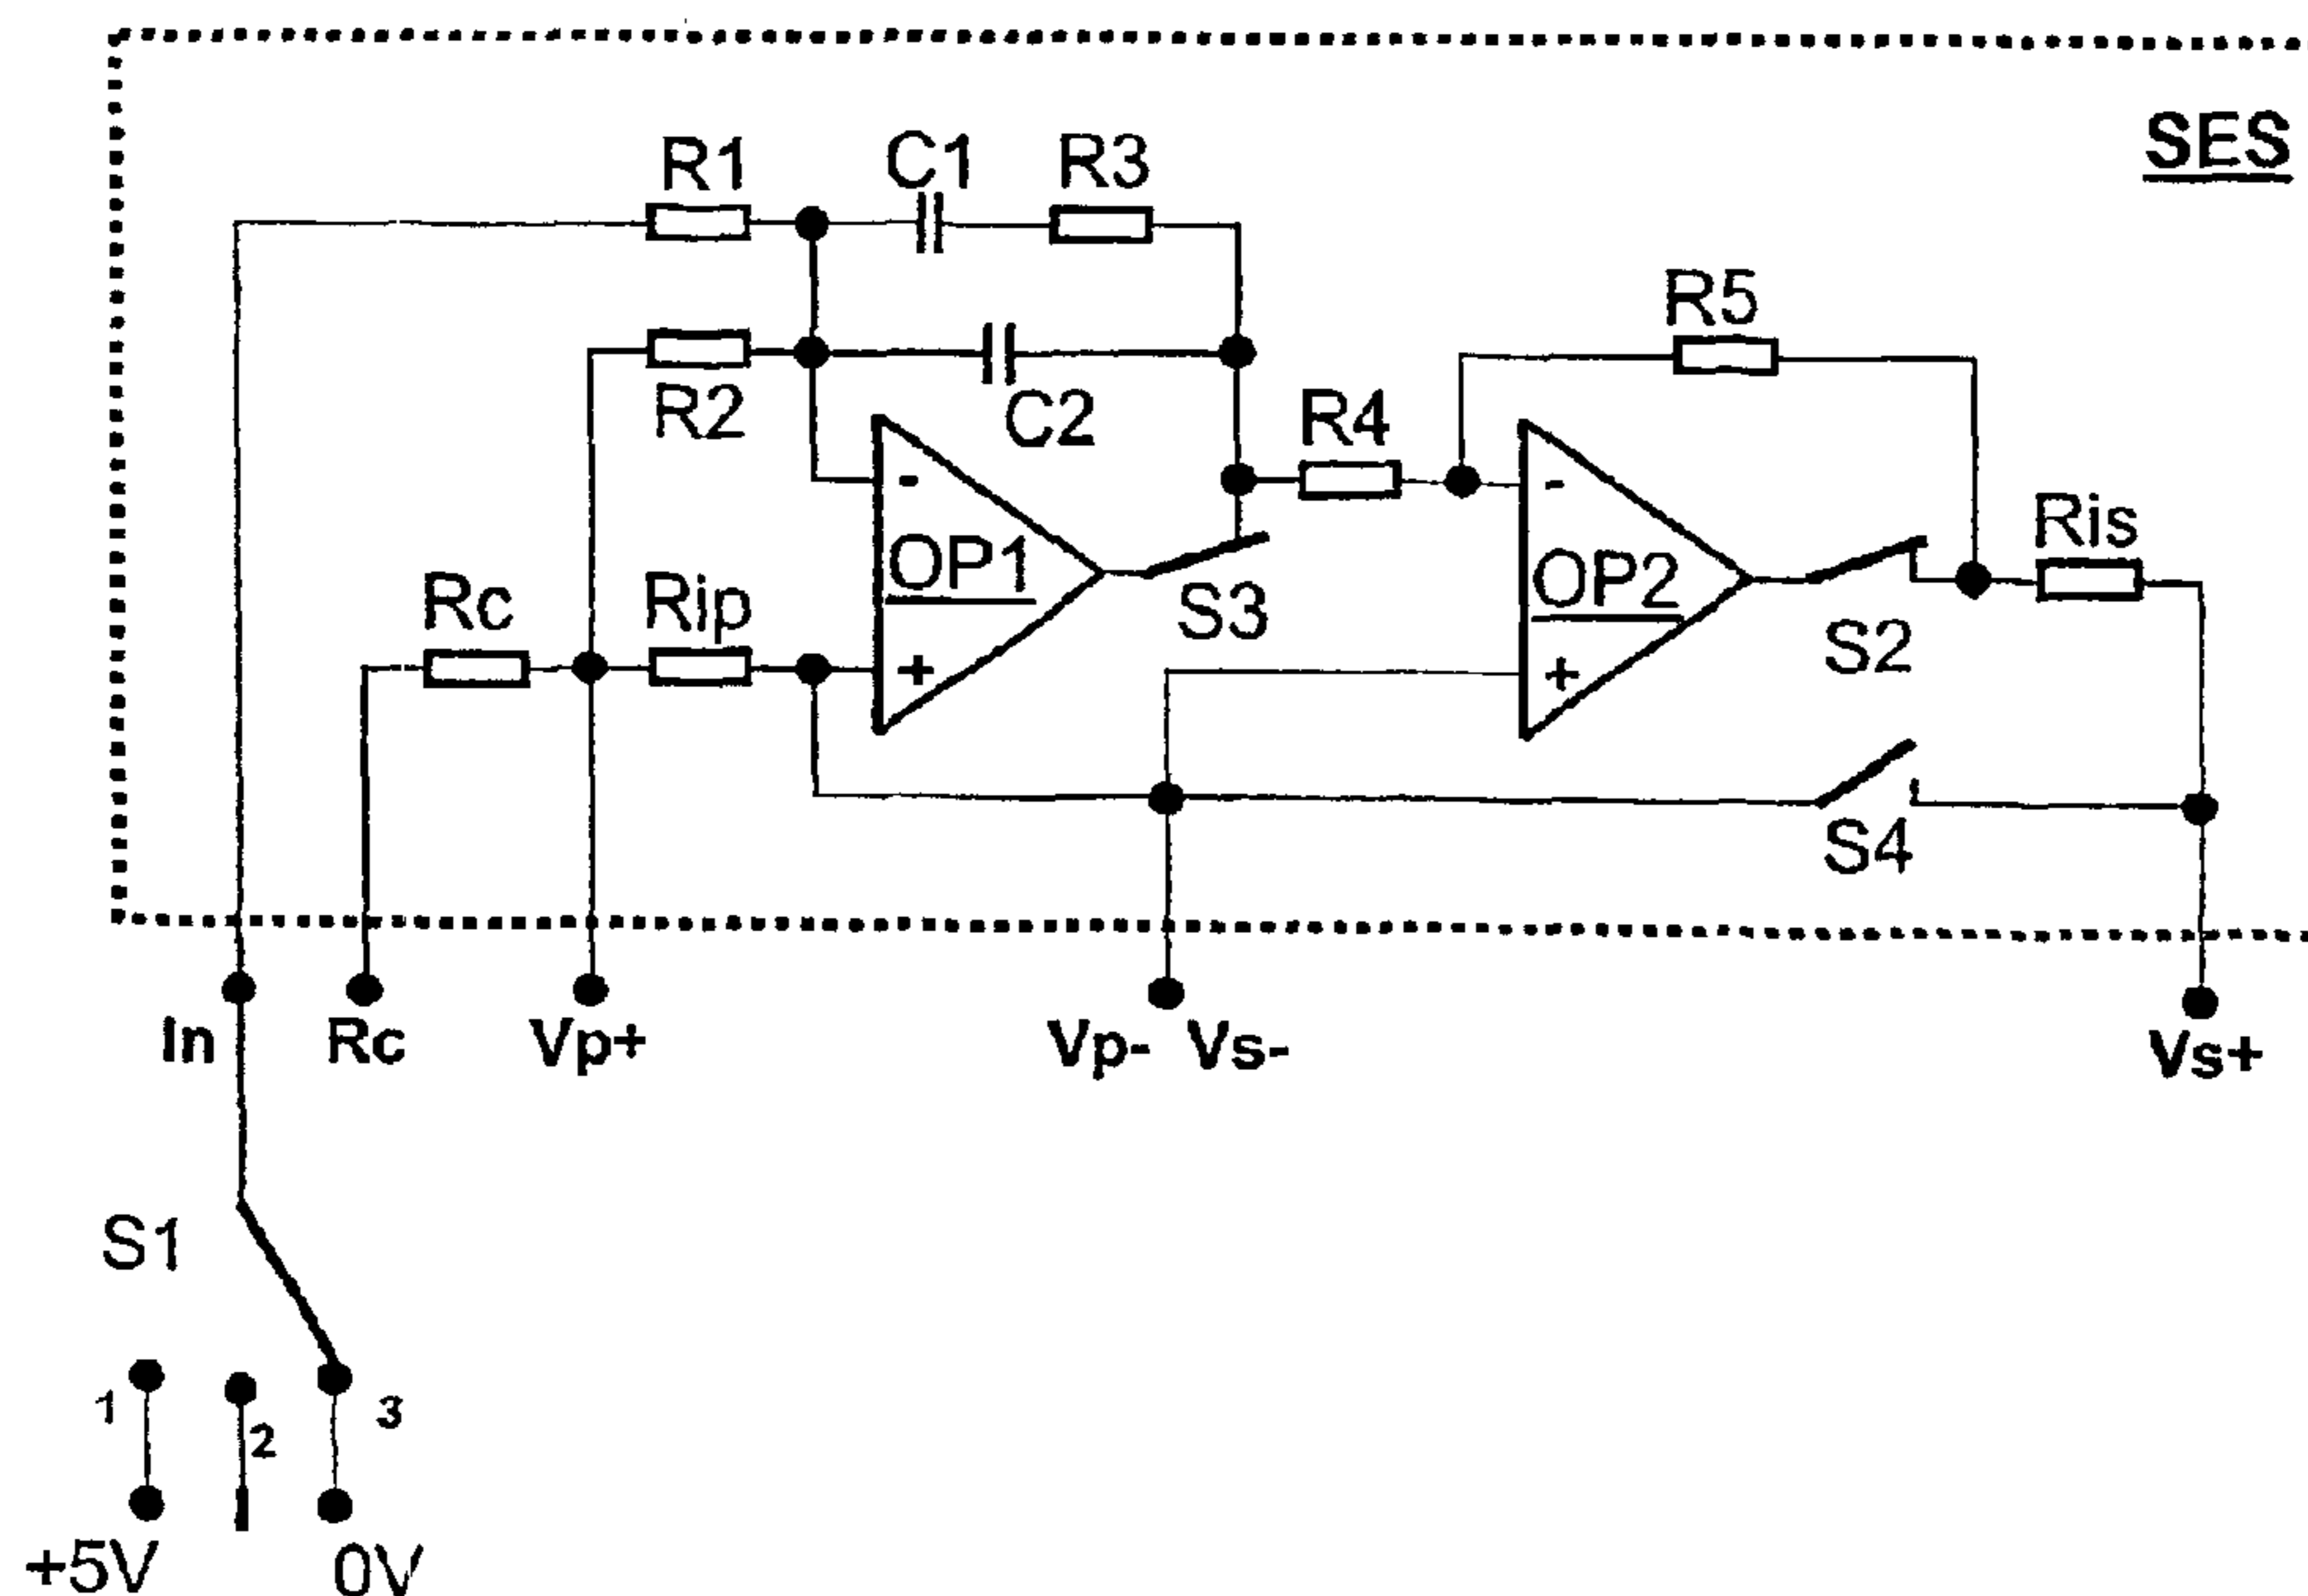 SES
R1 C1 R3
R5
R2 C2 R4
-
-
OP1 OP2 Ris
Rc Rip S3
S2
+
+
S4
In Rc Vp+ Vp- Vs- Vs+
S1
1 2 3
+5V 0V